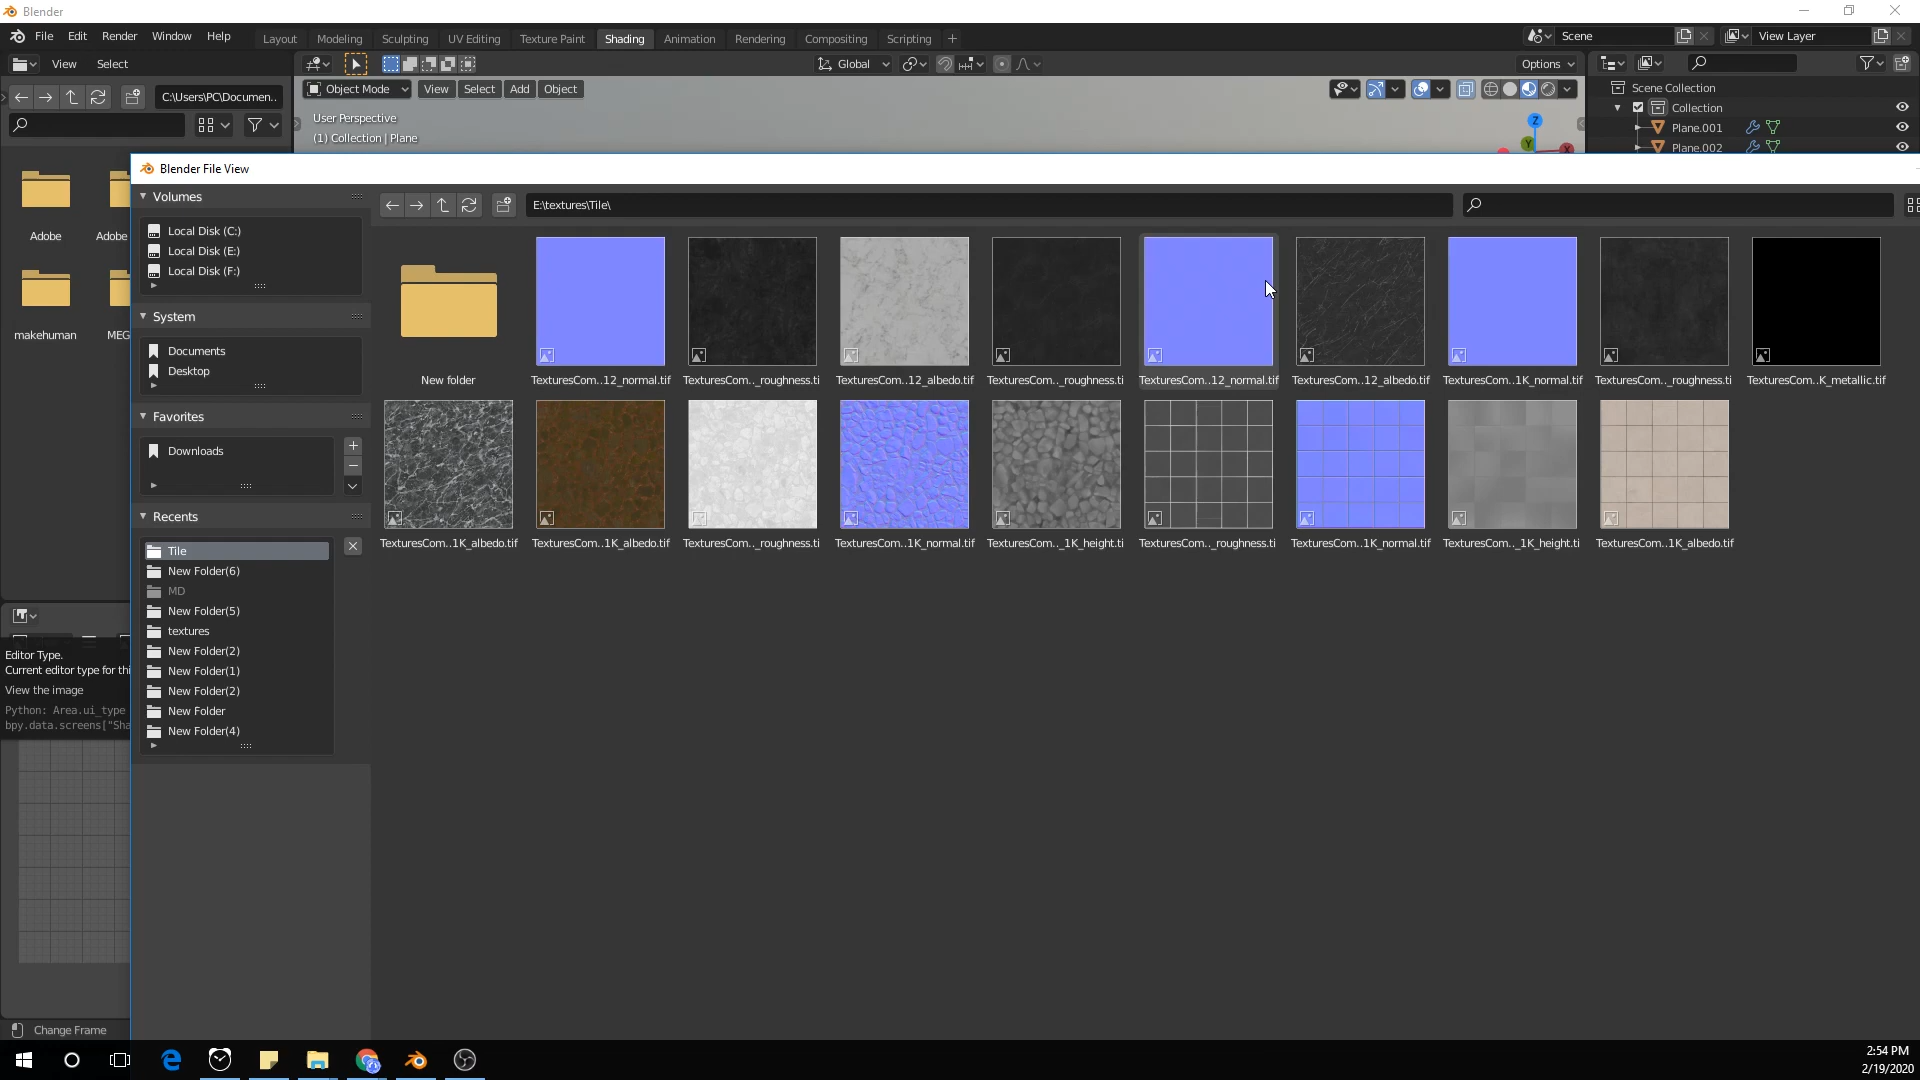 Blender
File Edit Render Window Help
Layout Modeling Sculpting UV Editing Texture Paint Shading Animation Rendering Compositing Scripting +
Scene
View Layer
View Select
Global
Options
C:\Users\PC\Documen..
Object Mode View Select Add Object
User Perspective
(1) Collection | Plane
Z
Y
X
Scene Collection
Collection
Plane.001
Plane.002
Adobe
Adobe
makehuman
MEG
Blender File View
Volumes
Local Disk (C:)
Local Disk (E:)
Local Disk (F:)
System
Documents
Desktop
Favorites
Downloads
Recents
Tile
New Folder(6)
MD
New Folder(5)
textures
New Folder(2)
New Folder(1)
New Folder(2)
New Folder
New Folder(4)
E:\textures\Tile\
New folder
TexturesCom..12_normal.tif
TexturesCom.._roughness.ti
TexturesCom..12_albedo.tif
TexturesCom.._roughness.ti
TexturesCom..12_normal.tif
TexturesCom..12_albedo.tif
TexturesCom..1K_normal.tif
TexturesCom.._roughness.ti
TexturesCom..K_metallic.tif
TexturesCom..1K_albedo.tif
TexturesCom..1K_albedo.tif
TexturesCom.._roughness.ti
TexturesCom..1K_normal.tif
TexturesCom.._1K_height.ti
TexturesCom.._roughness.ti
TexturesCom..1K_normal.tif
TexturesCom.._1K_height.ti
TexturesCom..1K_albedo.tif
Editor Type.
Current editor type for thi
View the image
Python: Area.ui_type
bpy.data.screens["Sha
Change Frame
2:54 PM
2/19/2020